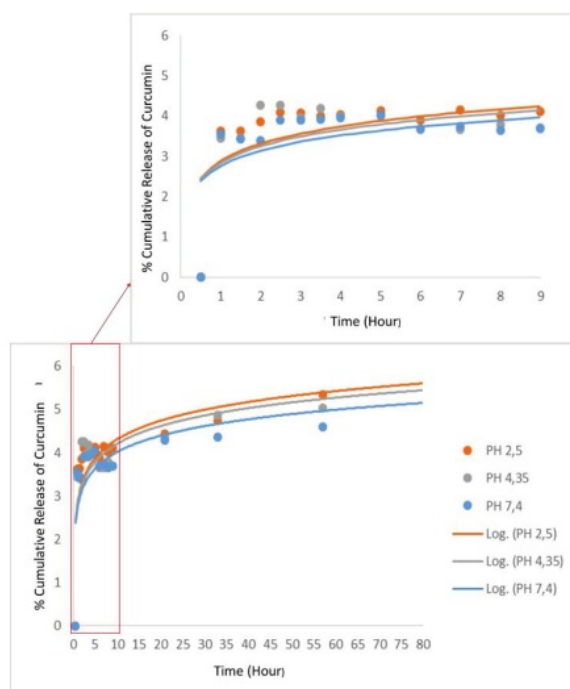 % Cumulative Release of Curcumin
6
5
4
3
2
1
0
0 1 2 3 4 5 6 7 8 9
Time (Hour)
% Cumulative Release of Curcumin
6
5
4
3
2
1
0
0 5 10 15 20 25 30 35 40 45 50 55 60 65 70 75 80
Time (Hour)
PH 2,5
PH 4,35
PH 7,4
Log. (PH 2,5)
Log. (PH 4,35)
Log. (PH 7,4)